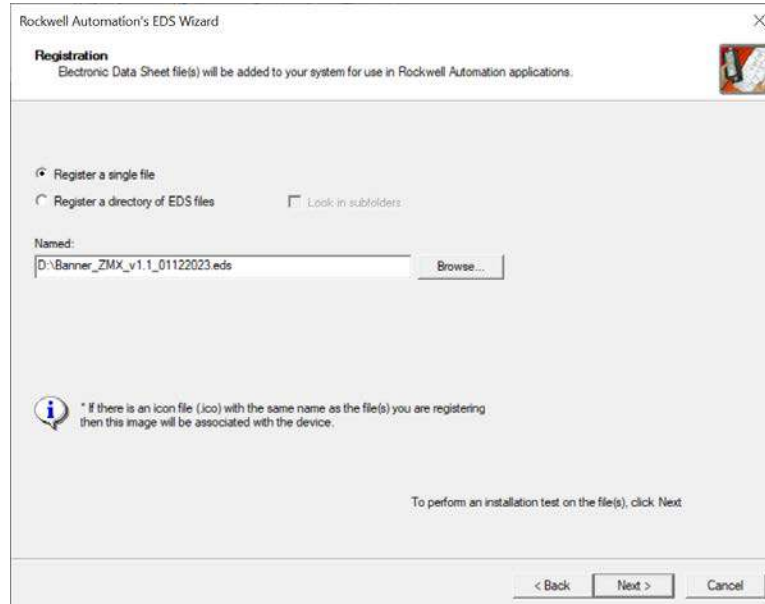 Rockwell Automation's EDS Wizard
Registration
Electronic Data Sheet file(s) will be added to your system for use in Rockwell Automation applications.
Register a single file
Register a directory of EDS files
Look in subfolders
Named:
D:\Banner_ZMX_v1.1_01122023.eds
Browse...
* If there is an icon file (.ico) with the same name as the file(s) you are registering
then this image will be associated with the device.
To perform an installation test on the file(s), click Next
< Back
Next >
Cancel